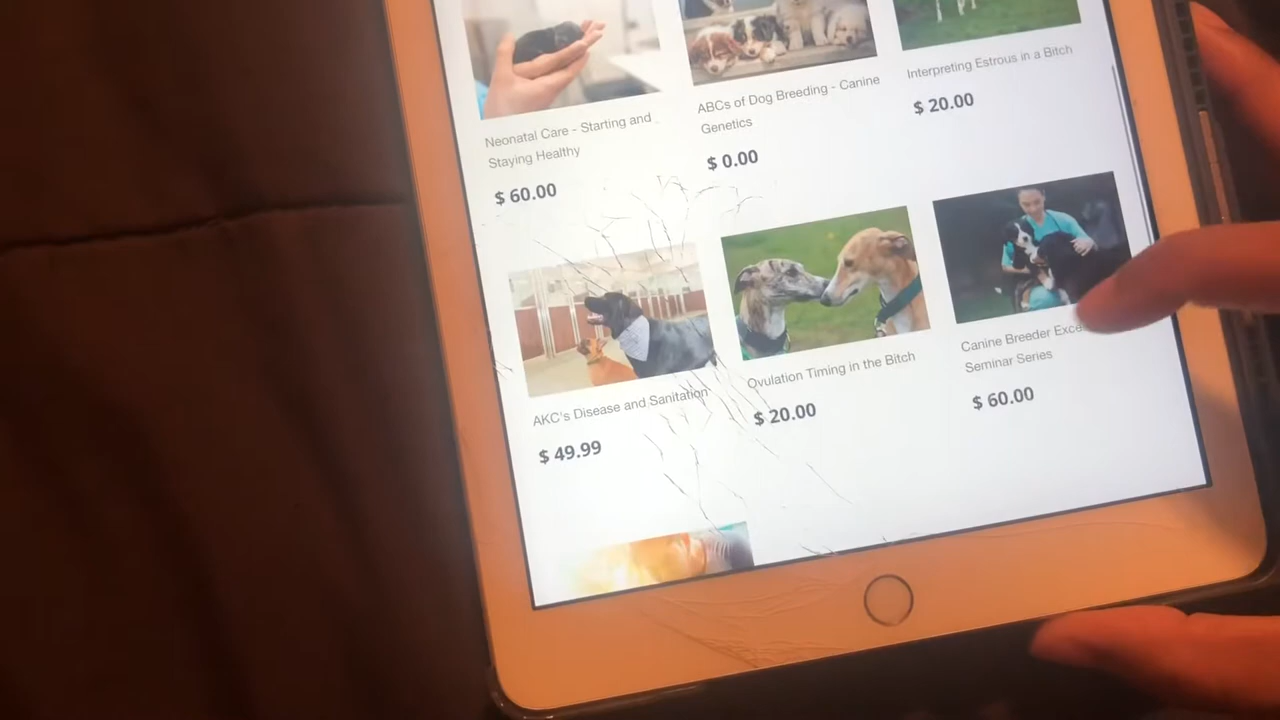 Neonatal Care - Starting and
Staying Healthy
$ 60.00
ABCs of Dog Breeding - Canine
Genetics
$ 0.00
Interpreting Estrous in a Bitch
$ 20.00
AKC's Disease and Sanitation
$ 49.99
Ovulation Timing in the Bitch
$ 20.00
Canine Breeder
Seminar Series
$ 60.00